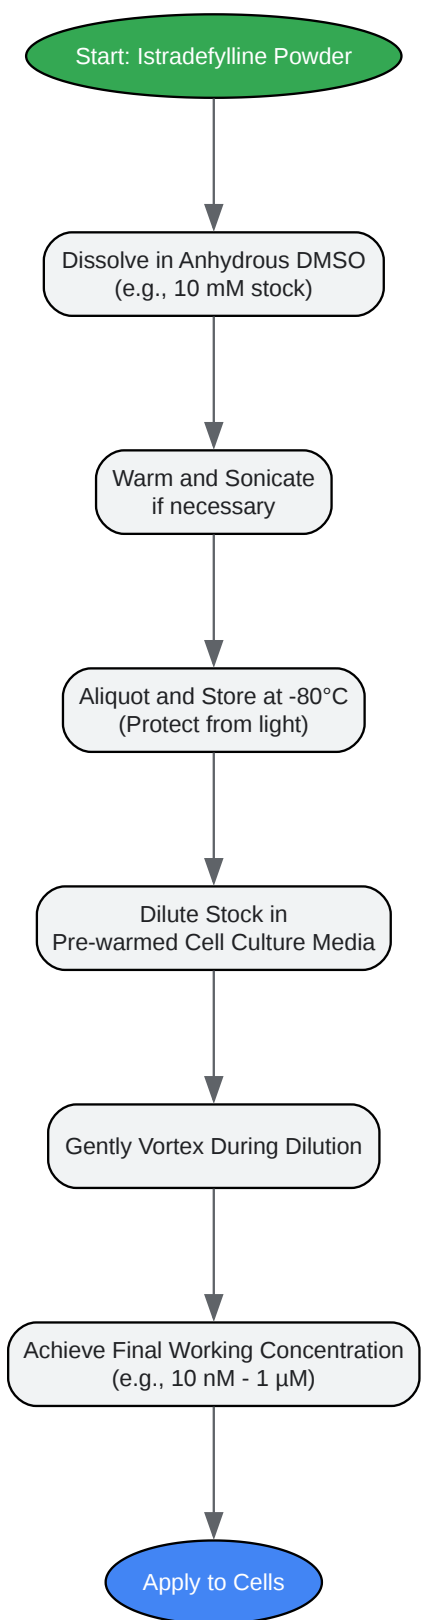 Start: Istradefylline Powder
Dissolve in Anhydrous DMSO
(e.g., 10 mM stock)
Warm and Sonicate
if necessary
Aliquot and Store at -80°C
(Protect from light)
Dilute Stock in
Pre-warmed Cell Culture Media
Gently Vortex During Dilution
Achieve Final Working Concentration
(e.g., 10 nM - 1 µM)
Apply to Cells